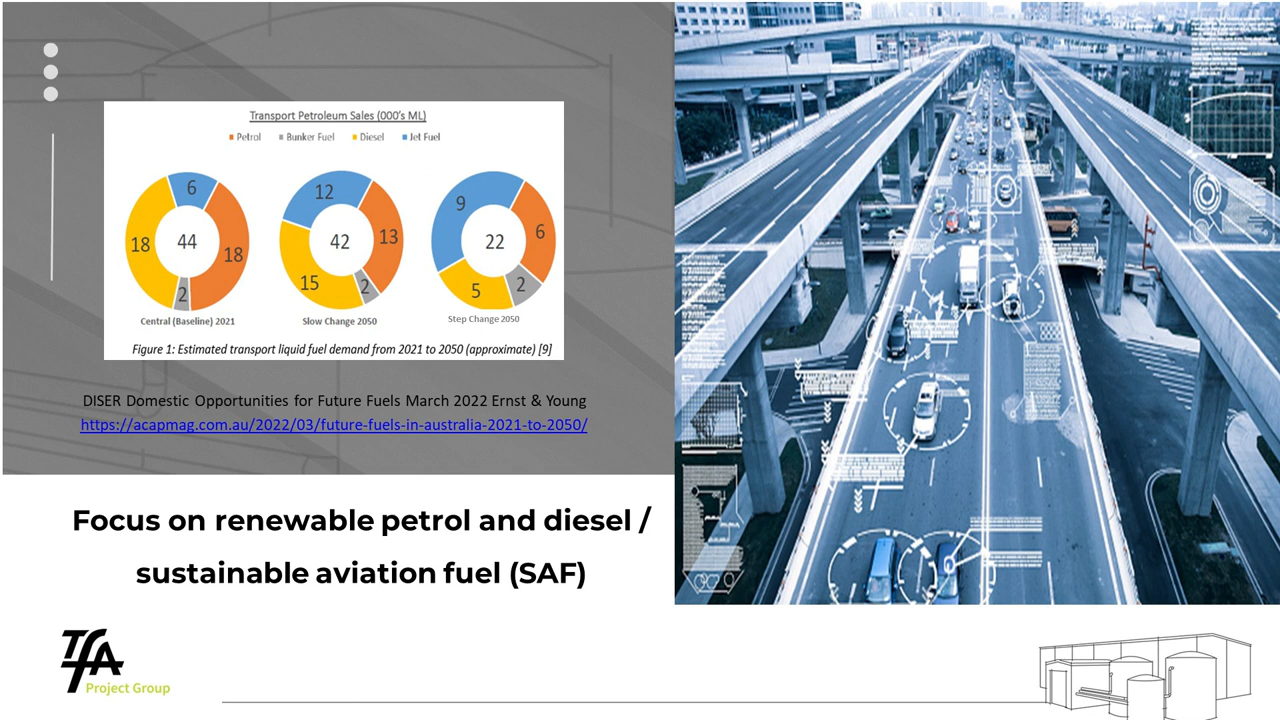 Transport Petroleum Sales (000's ML)
Petrol Bunker Fuel Diesel Jet Fuel
6
18
44
18
2
12
13
42
15
2
9
6
22
5
2
Central (Baseline) 2021
Slow Change 2050
Step Change 2050
Figure 1: Estimated transport liquid fuel demand from 2021 to 2050 (approximate) [9]
DISER Domestic Opportunities for Future Fuels March 2022 Ernst & Young
https://acapmag.com.au/2022/03/future-fuels-in-australia-2021-to-2050/
Focus on renewable petrol and diesel /
sustainable aviation fuel (SAF)
TFA
Project Group